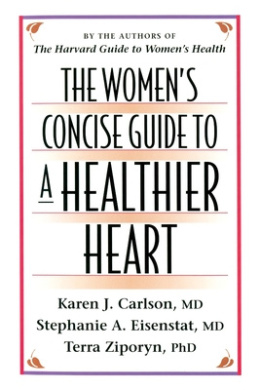 BY THE AUTHORS OF
The Harvard Guide to Women's Health
THE WOMEN'S
CONCISE GUIDE TO
A HEALTHIER
HEART
Karen J. Carlson, MD
Stephanie A. Eisenstat, MD
Terra Ziporyn, PhD